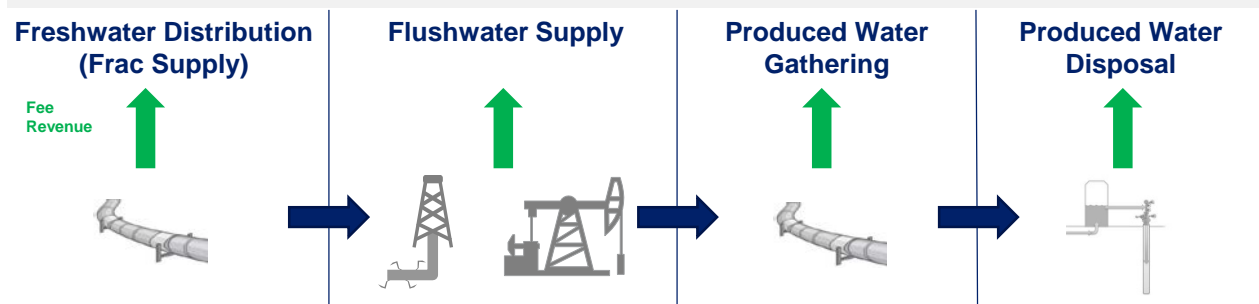 Freshwater Distribution
(Frac Supply)
Flushwater Supply
Produced Water
Gathering
Produced Water
Disposal
Fee
Revenue